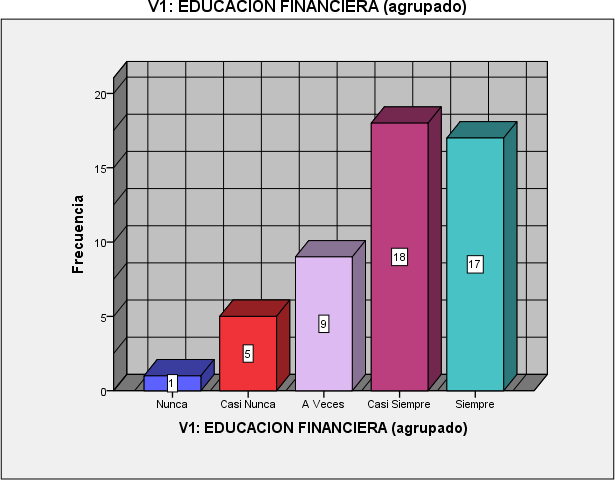 V1: EDUCACION FINANCIERA (agrupado)
20
15
10
5
0
Frecuencia
1
5
9
18
17
Nunca
Casi Nunca
A Veces
Casi Siempre
Siempre
V1: EDUCACION FINANCIERA (agrupado)